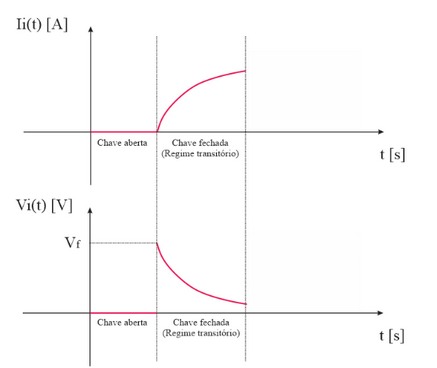 Ii(t) [A]
Chave aberta
Chave fechada
(Regime transitório)
t [s]
Vi(t) [V]
Vf
Chave aberta
Chave fechada
(Regime transitório)
t [s]